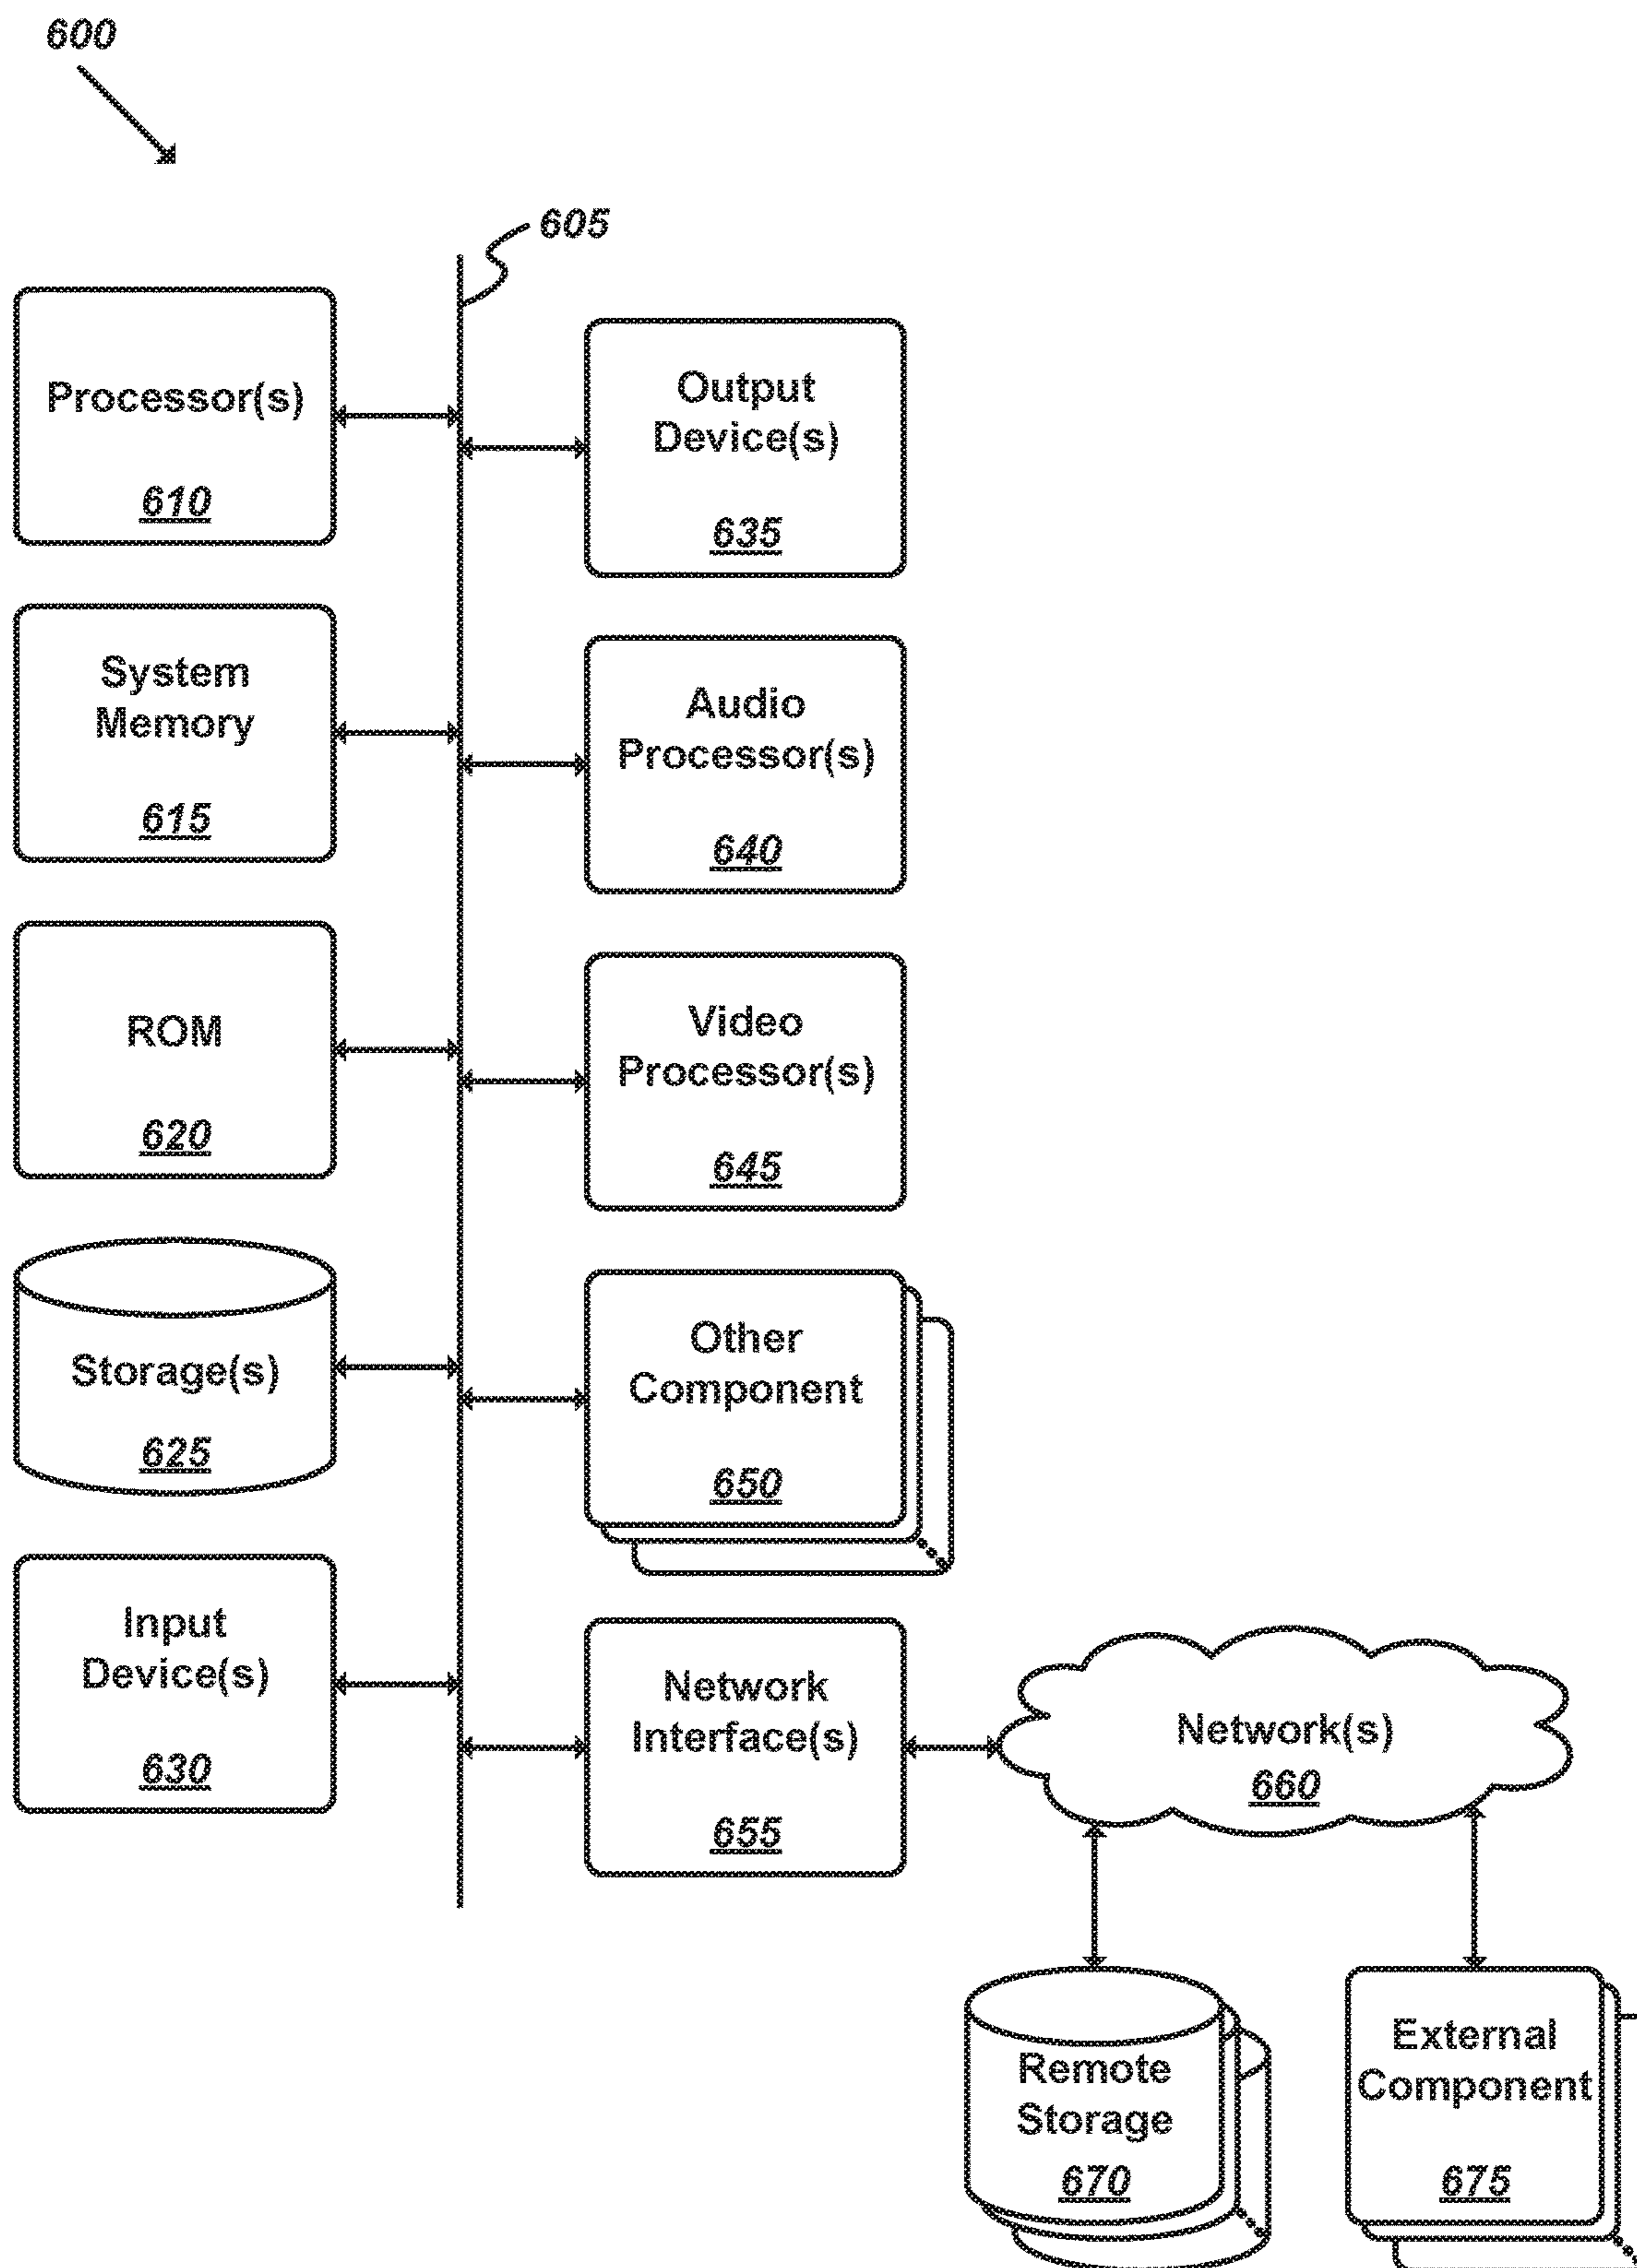 600
605
Processor(s)
610
Output
Device(s)
635
System
Memory
615
Audio
Processor(s)
640
ROM
620
Video
Processor(s)
645
Storage(s)
625
Other
Component
650
Input
Device(s)
630
Network
Interface(s)
655
Network(s)
660
Remote
Storage
670
External
Component
675